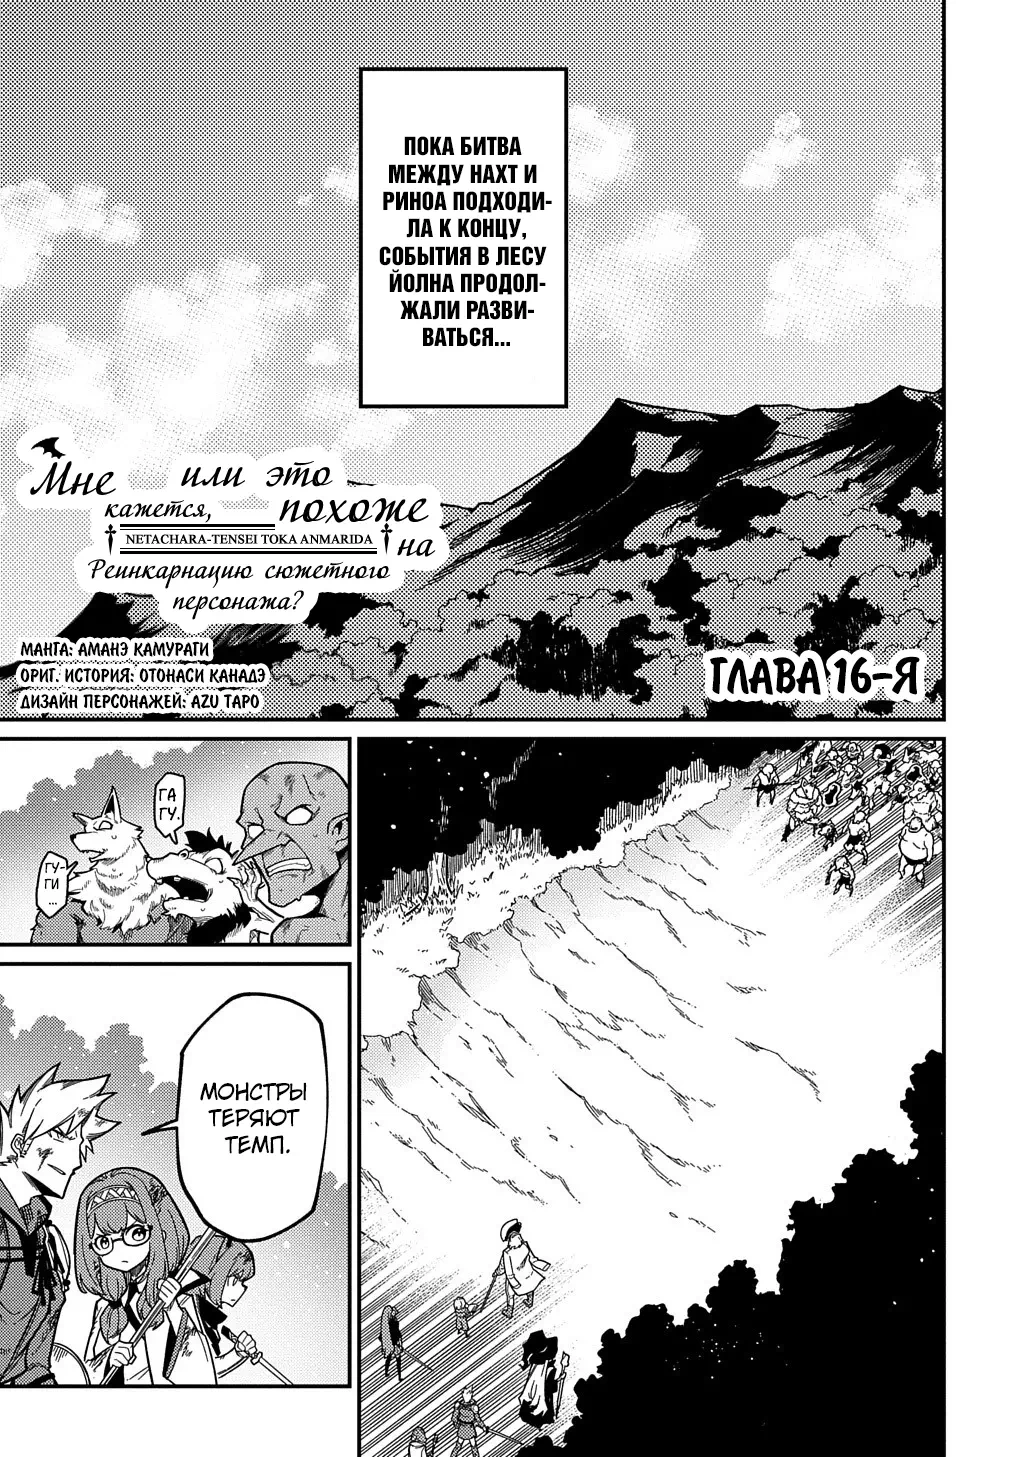 ПОКА БИТВА
МЕЖДУ НАХТ И
РИНОА ПОДХОДИ-
ЛА К КОНЦУ,
СОБЫТИЯ В ЛЕСУ
ЙОЛНА ПРОДОЛ-
ЖАЛИ РАЗВИ-
ВАТЬСЯ...
Мне или это
кажется, похоже
NETACHARA-TENSEI TOKA ANMARIDA
на
Реинкарнацию сюжетного
персонажа?
МАНГА: АМАНЭ КАМУРАГИ
ОРИГ. ИСТОРИЯ: ОТОНАСИ КАНАДЭ
ДИЗАЙН ПЕРСОНАЖЕЙ: AZU ТАРО
ГЛАВА 16-Я
ГА
ГУ.
ГУ-
ГИ
...
МОНСТРЫ
ТЕРЯЮТ
ТЕМП.